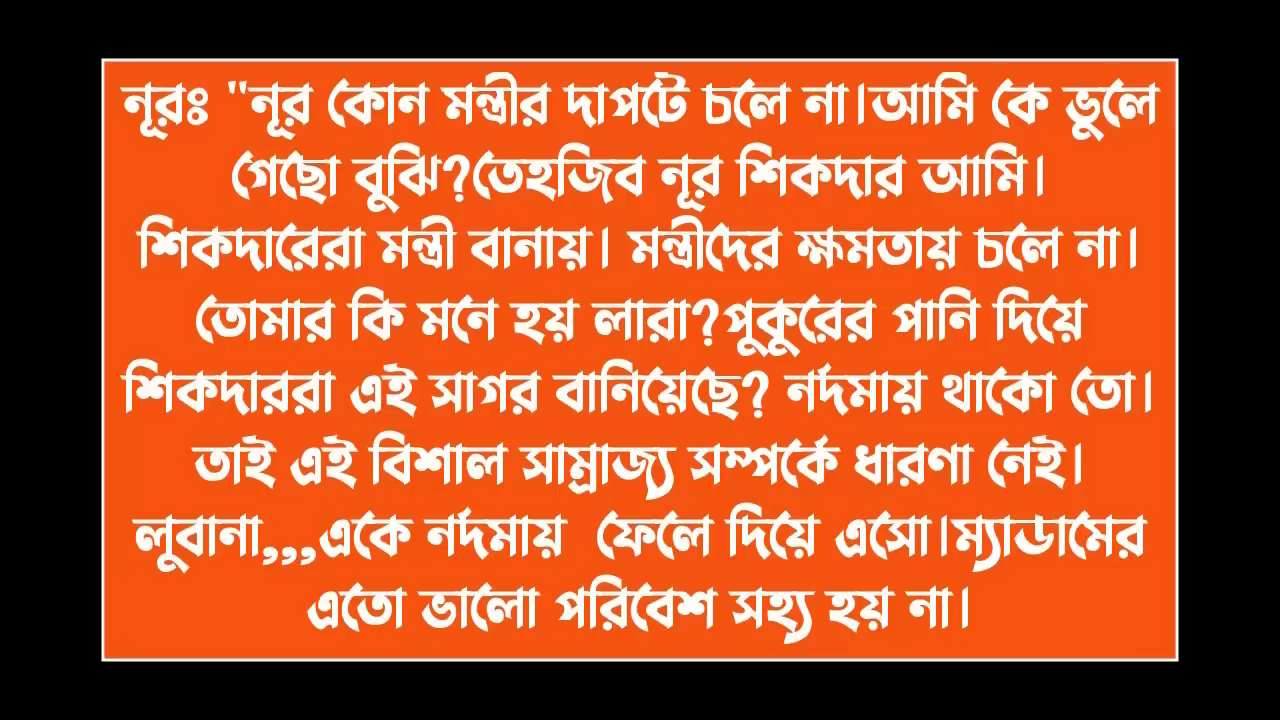 নূরঃ "নূর কোন মন্ত্রীর দাপটে চলে না।আমি কে ভুলে
গেছো বুঝি?তেহজিব নূর শিকদার আমি।
শিকদারেরা মন্ত্রী বানায়। মন্ত্রীদের ক্ষমতায় চলে না।
তোমার কি মনে হয় লারা?পুকুরের পানি দিয়ে
শিকদাররা এই সাগর বানিয়েছে? নর্দমায় থাকো তো।
তাই এই বিশাল সাম্রাজ্য সম্পর্কে ধারণা নেই।
লুবানা,,,একে নর্দমায় ফেলে দিয়ে এসো।ম্যাডামের
এতো ভালো পরিবেশ সহ্য হয় না।